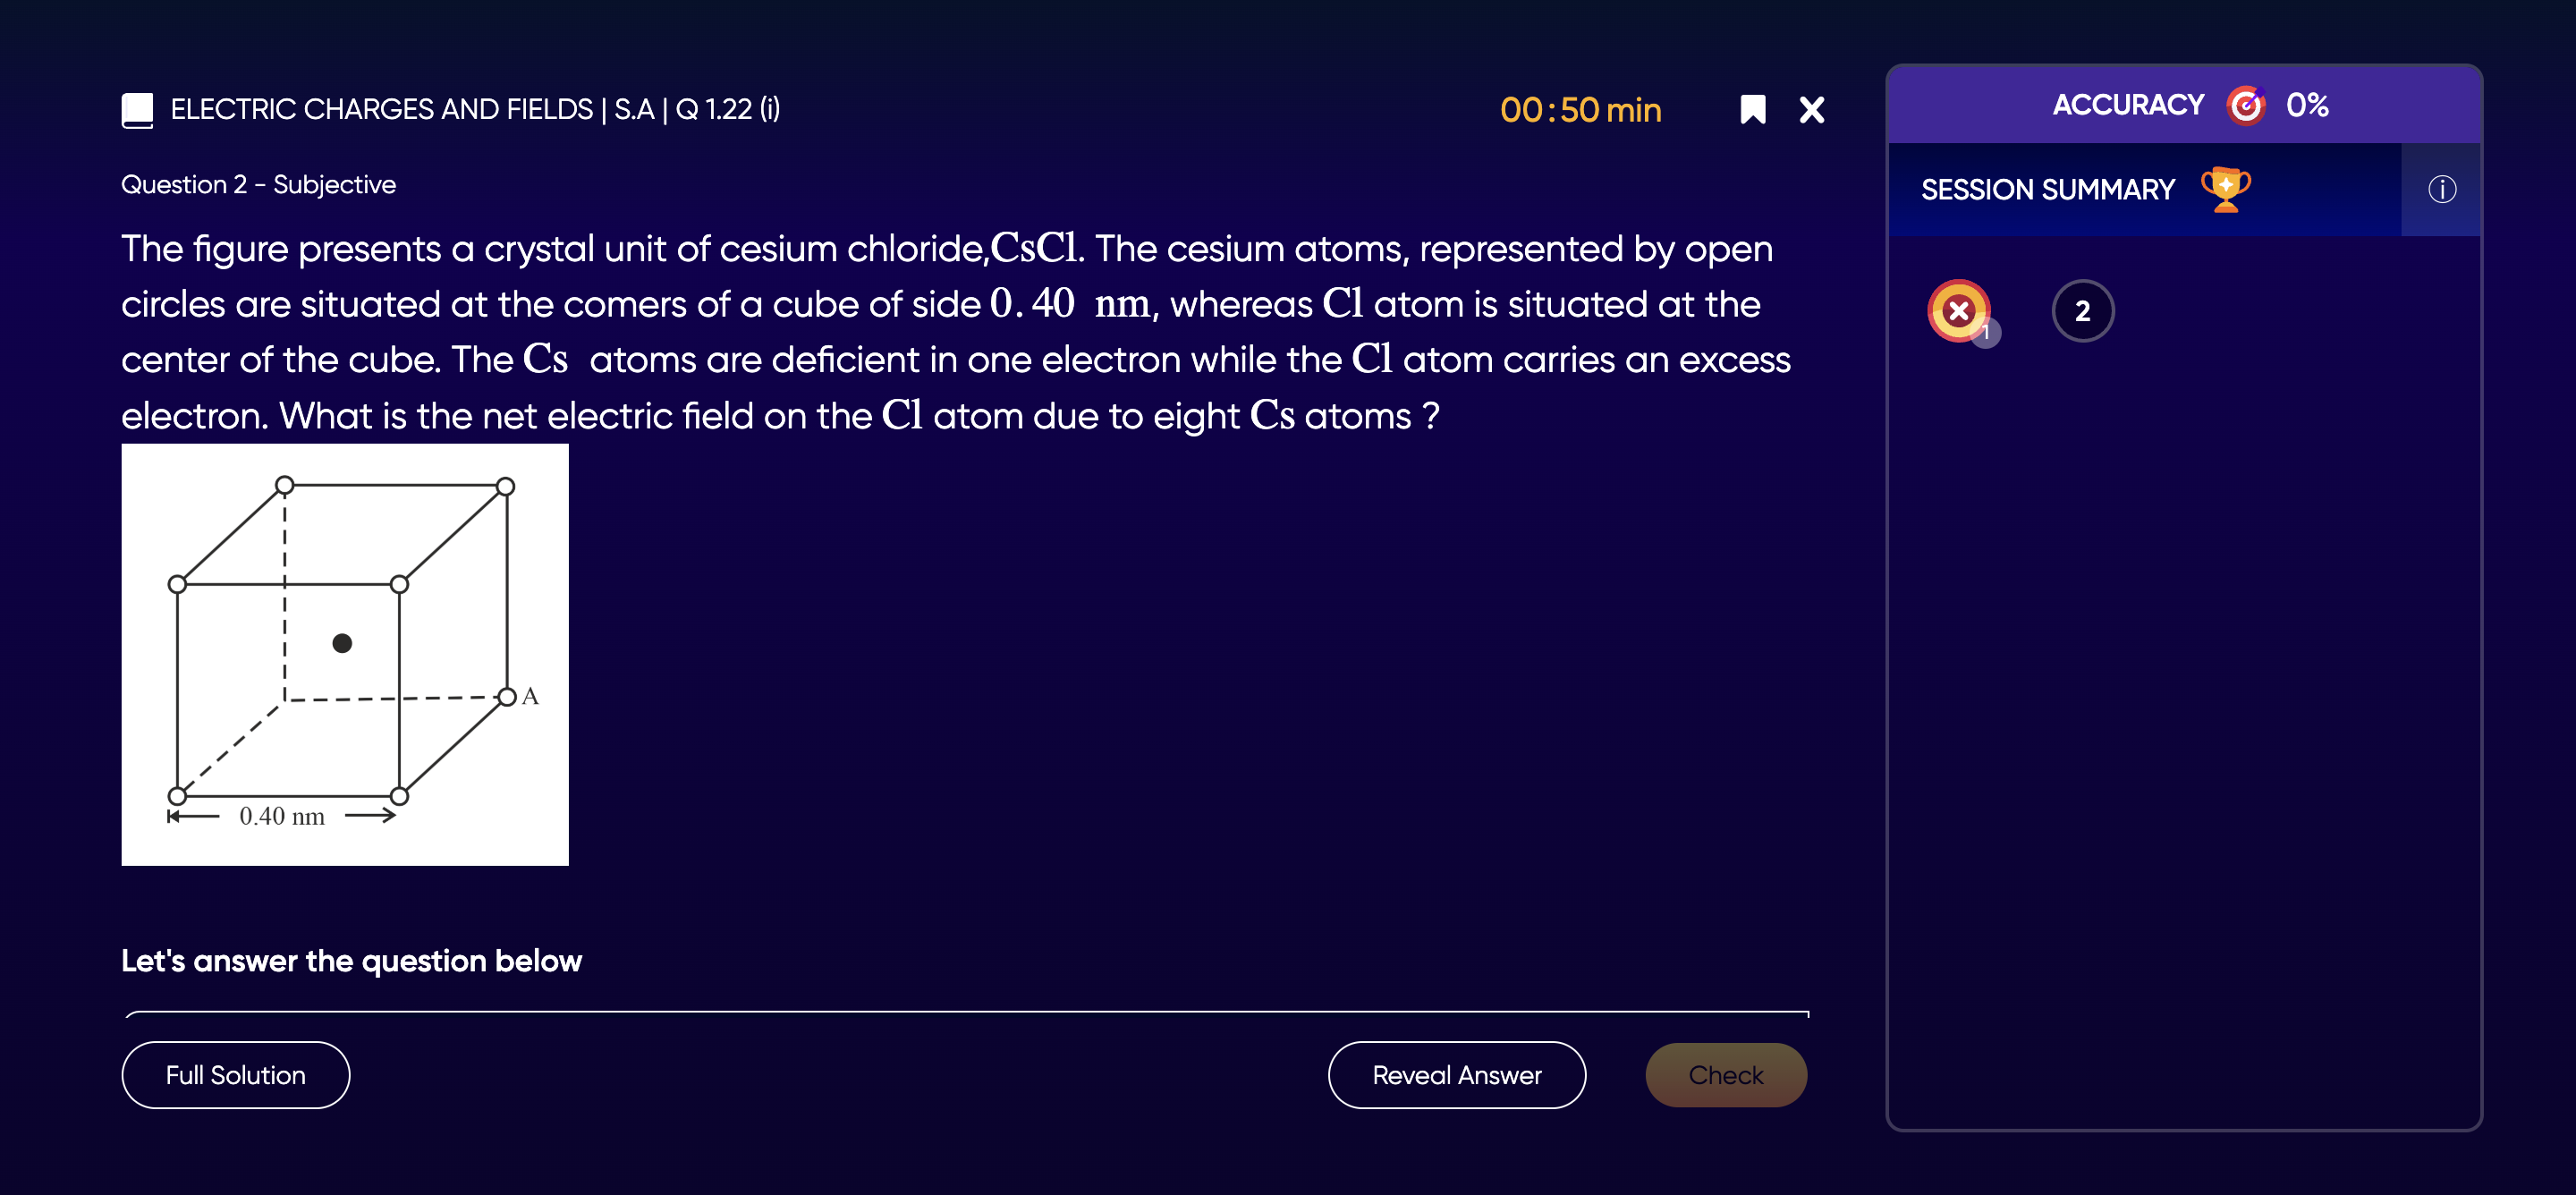 ELECTRIC CHARGES AND FIELDS | S.A | Q 1.22 (i)
00:50 min
Question 2 - Subjective
The figure presents a crystal unit of cesium chloride,CsCl. The cesium atoms, represented by open
circles are situated at the comers of a cube of side 0. 40 nm, whereas Cl atom is situated at the
center of the cube. The Cs atoms are deficient in one electron while the Cl atom carries an excess
electron. What is the net electric field on the Cl atom due to eight Cs atoms ?
A
0.40 nm
Let's answer the question below
Full Solution
Reveal Answer
Check
ACCURACY 0%
SESSION SUMMARY
1
2